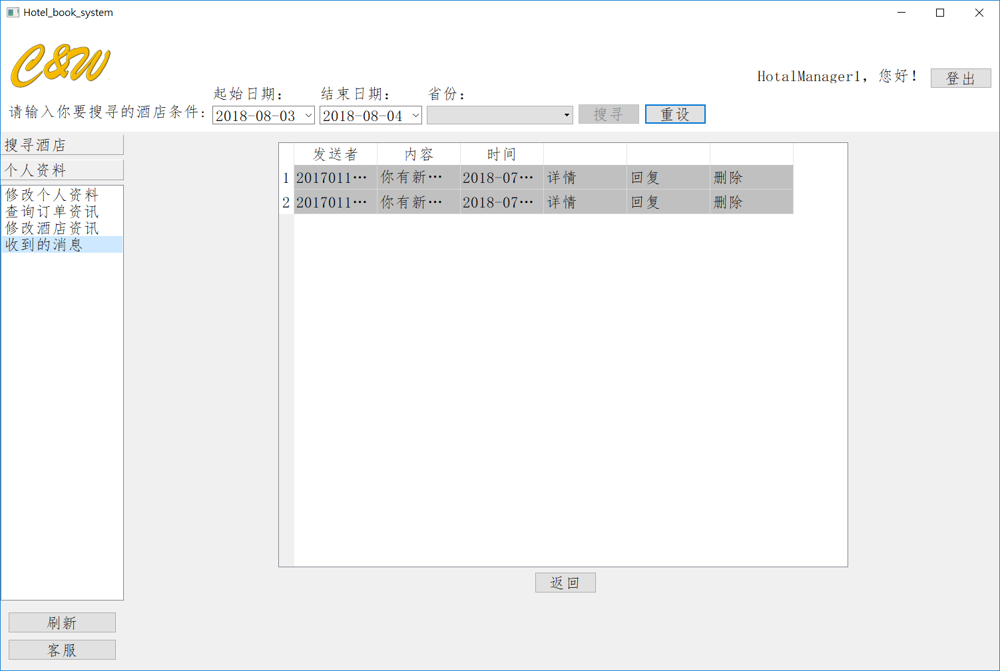 Hotel_book_system
C&W
HotalManager1，您好！
登出
起始日期：
结束日期：
省份：
请输入你要搜寻的酒店条件:
2018-08-03
2018-08-04
搜寻
重设
搜寻酒店
个人资料
修改个人资料
查询订单资讯
修改酒店资讯
收到的消息
发送者 内容 时间
1 2017011… 你有新… 2018-07… 详情 回复 删除
2 2017011… 你有新… 2018-07… 详情 回复 删除
返回
刷新
客服